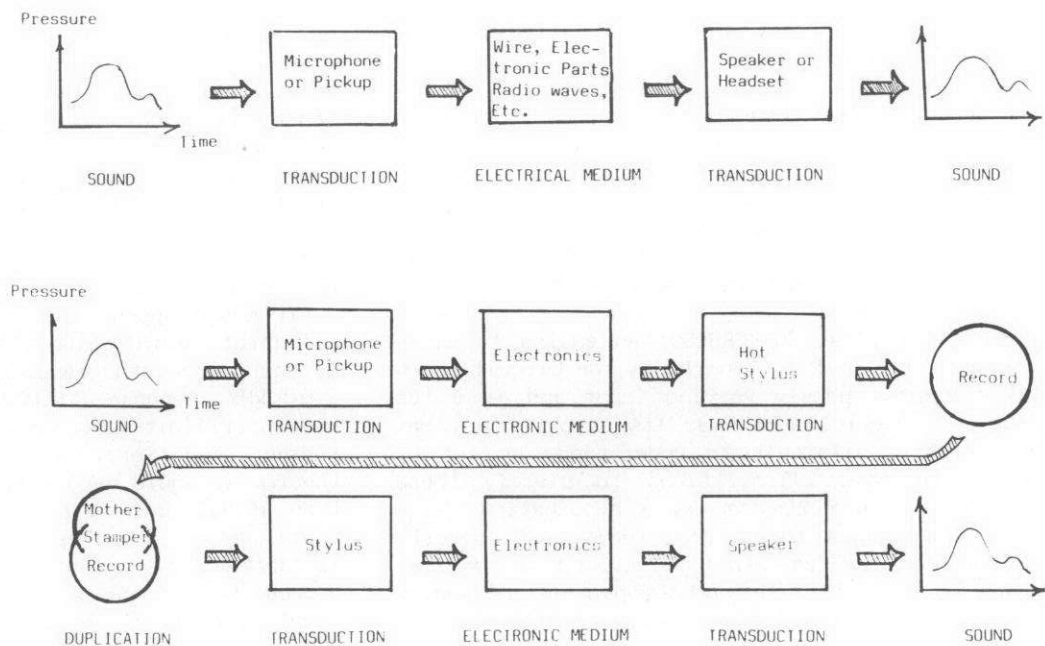 Pressure
Microphone
or Pickup
Wire, Elec-
tronic Parts
Radio waves,
Etc.
Speaker or
Headset
Time
SOUND
TRANSDUCTION
ELECTRICAL MEDIUM
TRANSDUCTION
SOUND
Pressure
Microphone
or Pickup
Electronics
Hot
Stylus
Record
Time
SOUND
TRANSDUCTION
ELECTRONIC MEDIUM
TRANSDUCTION
Mother
Stamper
Record
Stylus
Electronics
Speaker
DUPLICATION
TRANSDUCTION
ELECTRONIC MEDIUM
TRANSDUCTION
SOUND